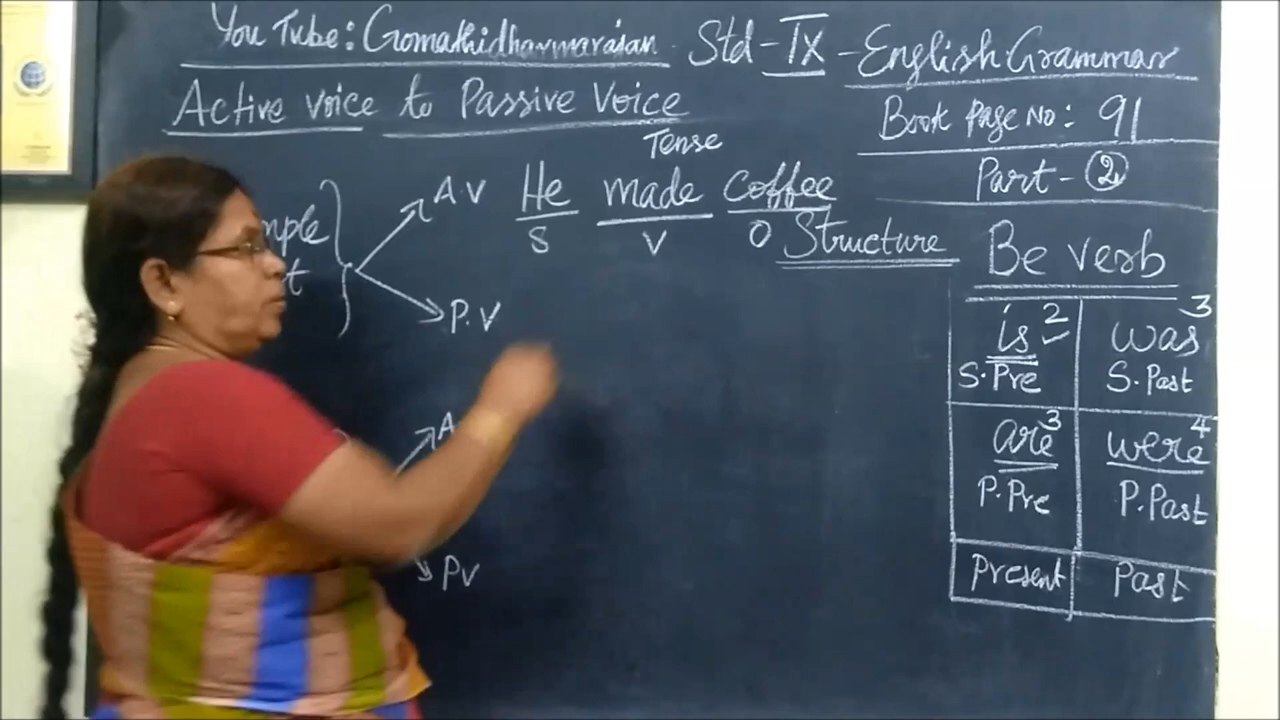 You Tube: Gomathidharmarajan
Std - IX - English Grammar
Active voice to Passive Voice
Book Page No: 91
Tense
Part - 2
A.V He made coffee
S V O
Structure
P.V
Be verb
is 2 was 3
S.Pre S.Past
are 3 were 4
P.Pre P.Past
PV
Present Past